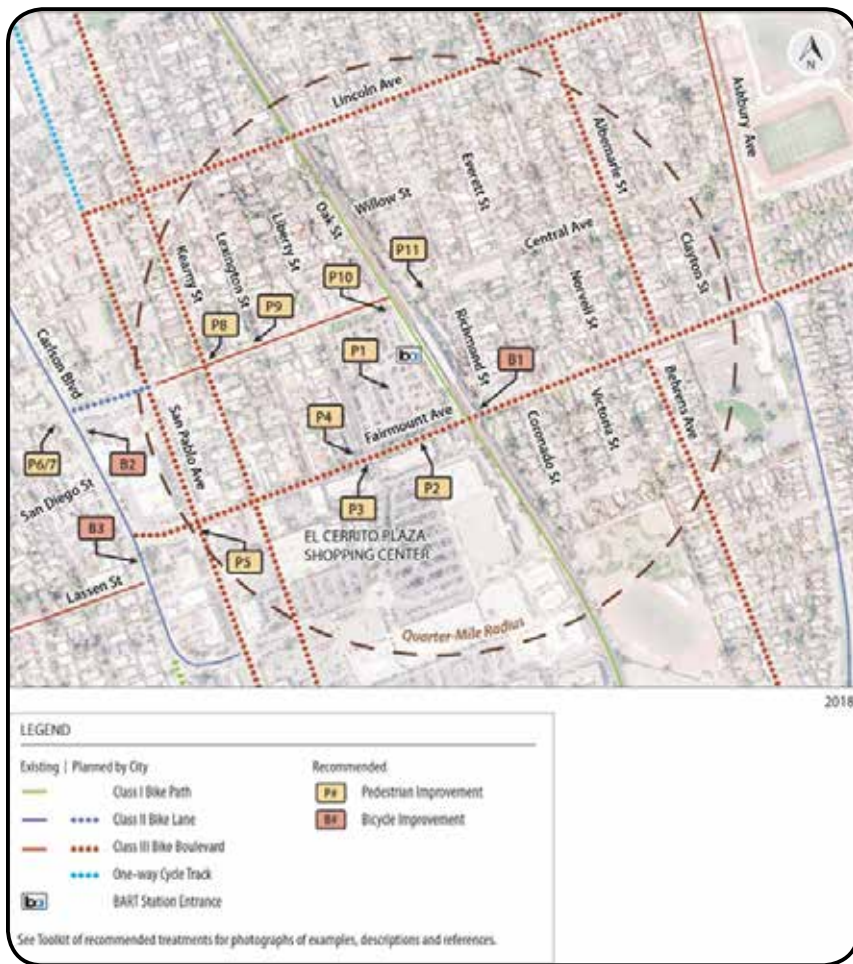 N
Lincoln Ave
Ashbury Ave
Albemarle St
Everett St
Willow St
Oak St
Liberty St
Lexington St
Kearny St
Central Ave
Clayton St
P11
P10
P9
P8
Norvell St
Carlson Blvd
P1
ba
Richmond St
B1
San Pablo Ave
P4
Fairmount Ave
Behrens Ave
Victoria St
Coronado St
P6/7
B2
San Diego St
P3
P2
B3
EL CERRITO PLAZA
SHOPPING CENTER
P5
Lassen St
Quarter-Mile Radius
2018
LEGEND
Existing | Planned by City
Recommended
Class I Bike Path
P# Pedestrian Improvement
Class II Bike Lane
B# Bicycle Improvement
Class III Bike Boulevard
One-way Cycle Track
ba BART Station Entrance
See Toolkit of recommended treatments for photographs of examples, descriptions and references.